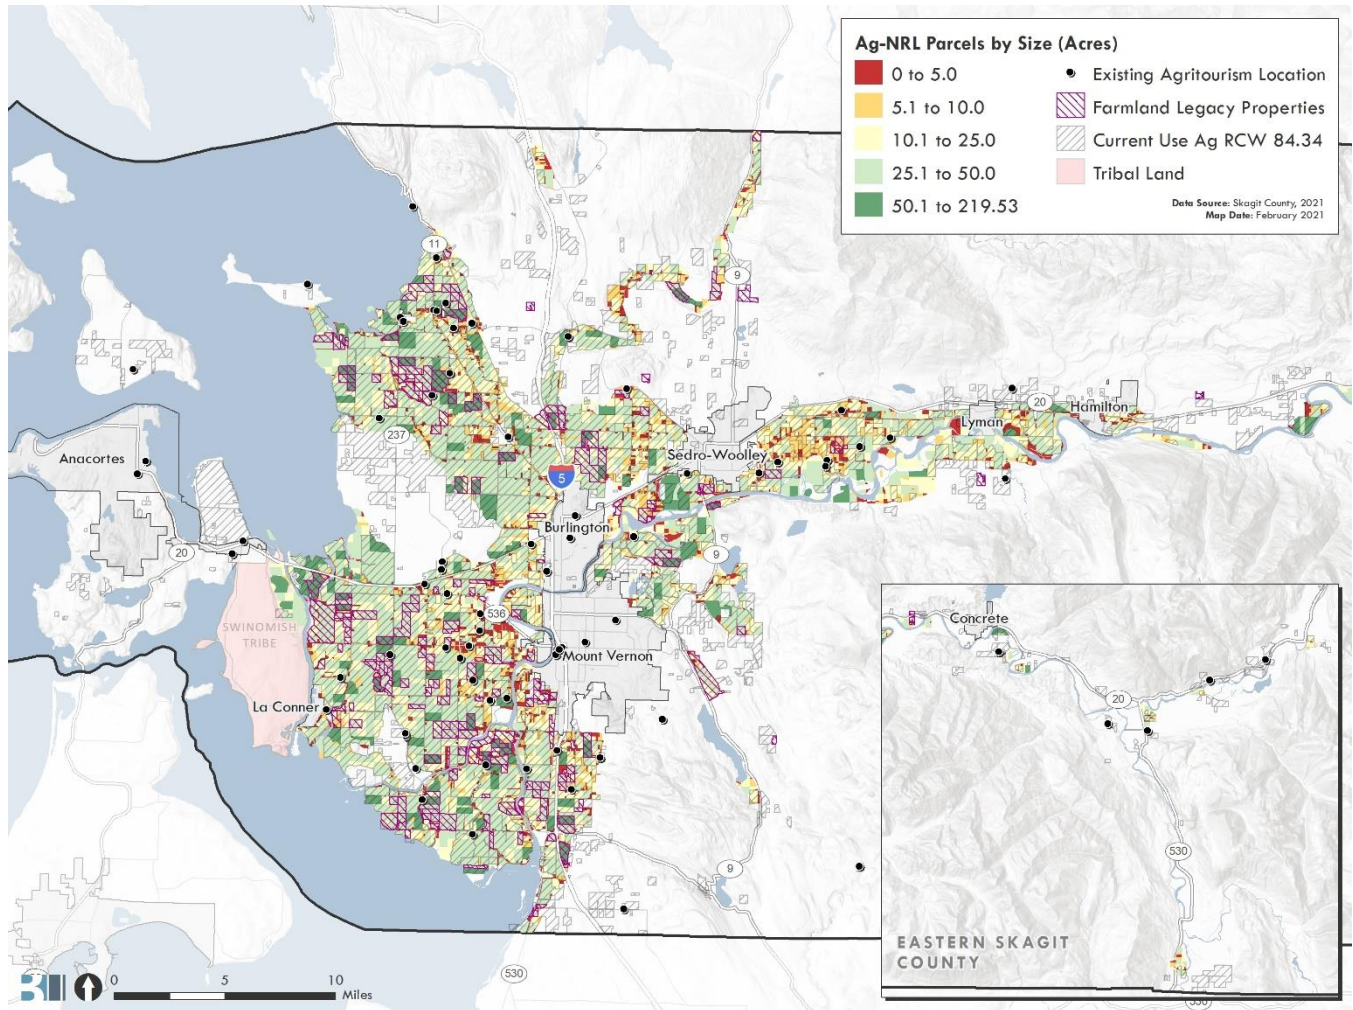 Ag-NRL Parcels by Size (Acres)
0 to 5.0
5.1 to 10.0
10.1 to 25.0
25.1 to 50.0
50.1 to 219.53
Existing Agritourism Location
Farmland Legacy Properties
Current Use Ag RCW 84.34
Tribal Land
Data Source: Skagit County, 2021
Map Date: February 2021
11
9
237
20
Hamilton
Lyman
Anacortes
Sedro-Woolley
5
Burlington
20
9
536
SWINOMISH
TRIBE
Mount Vernon
La Conner
9
530
Concrete
20
530
EASTERN SKAGIT
COUNTY
530
0
5
10
Miles